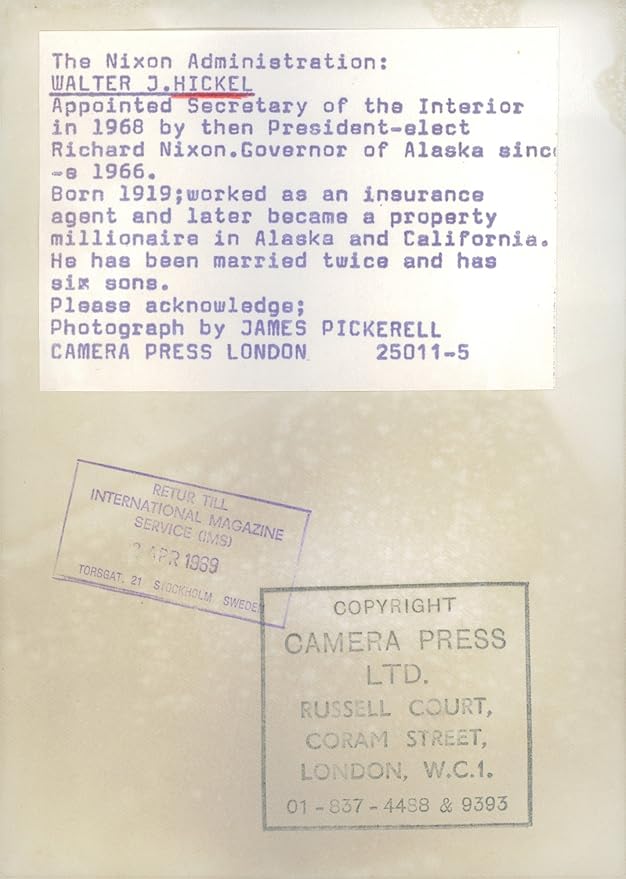 The Nixon Administration:
WALTER J.HICKEL
Appointed Secretary of the Interior
in 1968 by then President-elect
Richard Nixon.Governor of Alaska sinc
-e 1966.
Born 1919;worked as an insurance
agent and later became a property
millionaire in Alaska and California.
He has been married twice and has
six sons.
Please acknowledge;
Photograph by JAMES PICKERELL
CAMERA PRESS LONDON 25011-5
RETUR TILL
INTERNATIONAL MAGAZINE
SERVICE (IMS)
APR 1969
TORSGAT. 21 STOCKHOLM SWEDEN
COPYRIGHT
CAMERA PRESS
LTD.
RUSSELL COURT,
CORAM STREET,
LONDON, W.C.1.
01-837-4488 & 9393